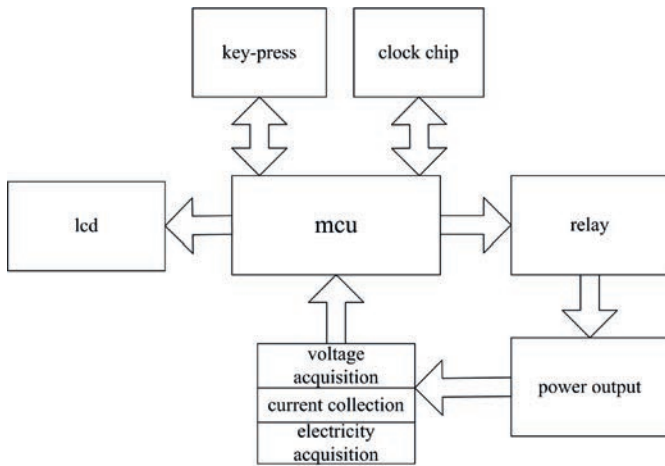 key-press
clock chip
lcd
mcu
relay
voltage
acquisition
current collection
electricity
acquisition
power output